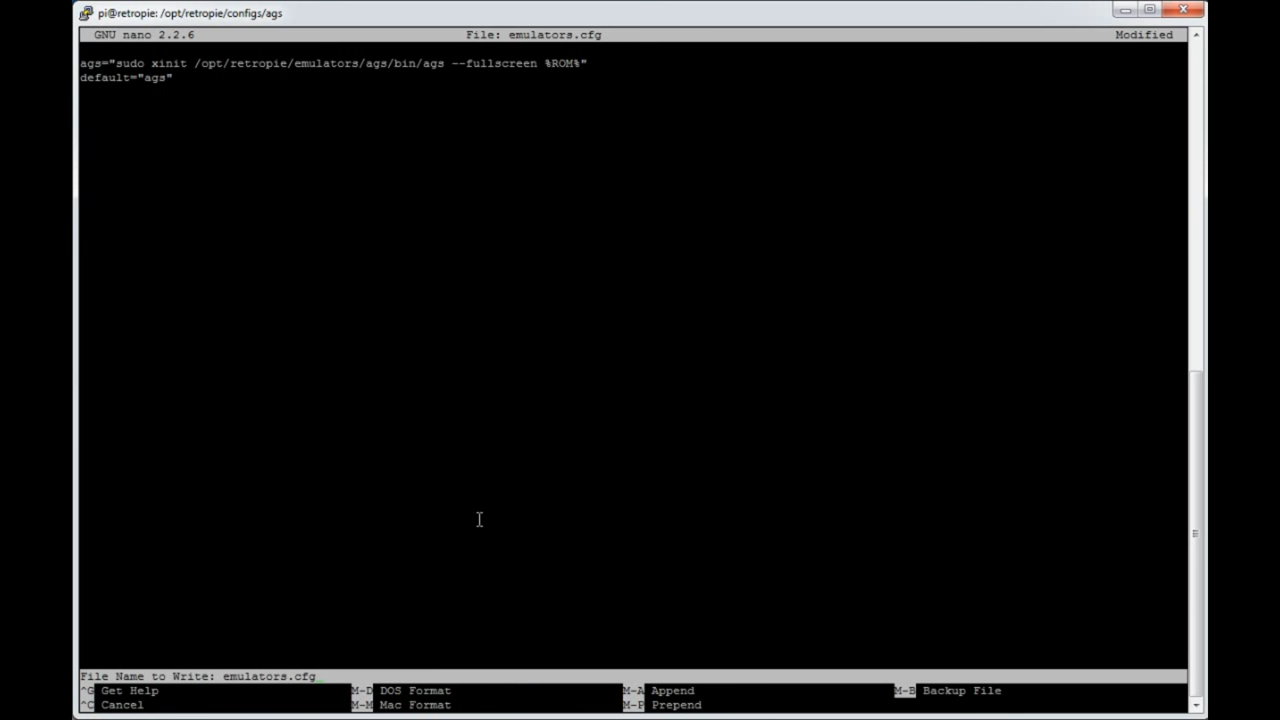 pi@retropie: /opt/retropie/configs/ags
GNU nano 2.2.6 File: emulators.cfg Modified
ags="sudo xinit /opt/retropie/emulators/ags/bin/ags --fullscreen %ROM%"
default="ags"
File Name to Write: emulators.cfg
^G Get Help M-D DOS Format M-A Append M-B Backup File
^C Cancel M-M Mac Format M-P Prepend